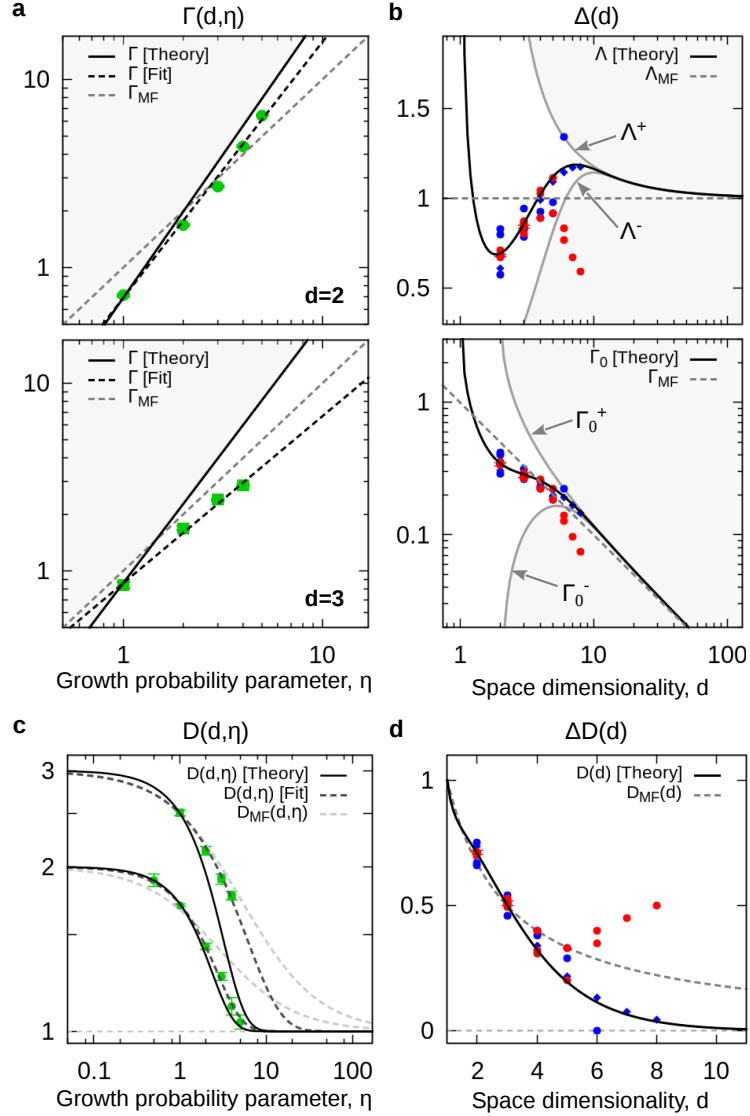 a
Γ(d,η)
10
1
Γ [Theory]
Γ [Fit]
Γ_MF
d=2
10
1
Γ [Theory]
Γ [Fit]
Γ_MF
d=3
1
10
Growth probability parameter, η
b
Δ(d)
1.5
1
0.5
Λ [Theory]
Λ_MF
Λ⁺
Λ⁻
1
0.1
Γ₀ [Theory]
Γ_MF
Γ₀⁺
Γ₀⁻
1
10
100
Space dimensionality, d
c
D(d,η)
3
2
1
D(d,η) [Theory]
D(d,η) [Fit]
D_MF(d,η)
0.1
1
10
100
Growth probability parameter, η
d
ΔD(d)
1
0.5
0
D(d) [Theory]
D_MF(d)
2
4
6
8
10
Space dimensionality, d